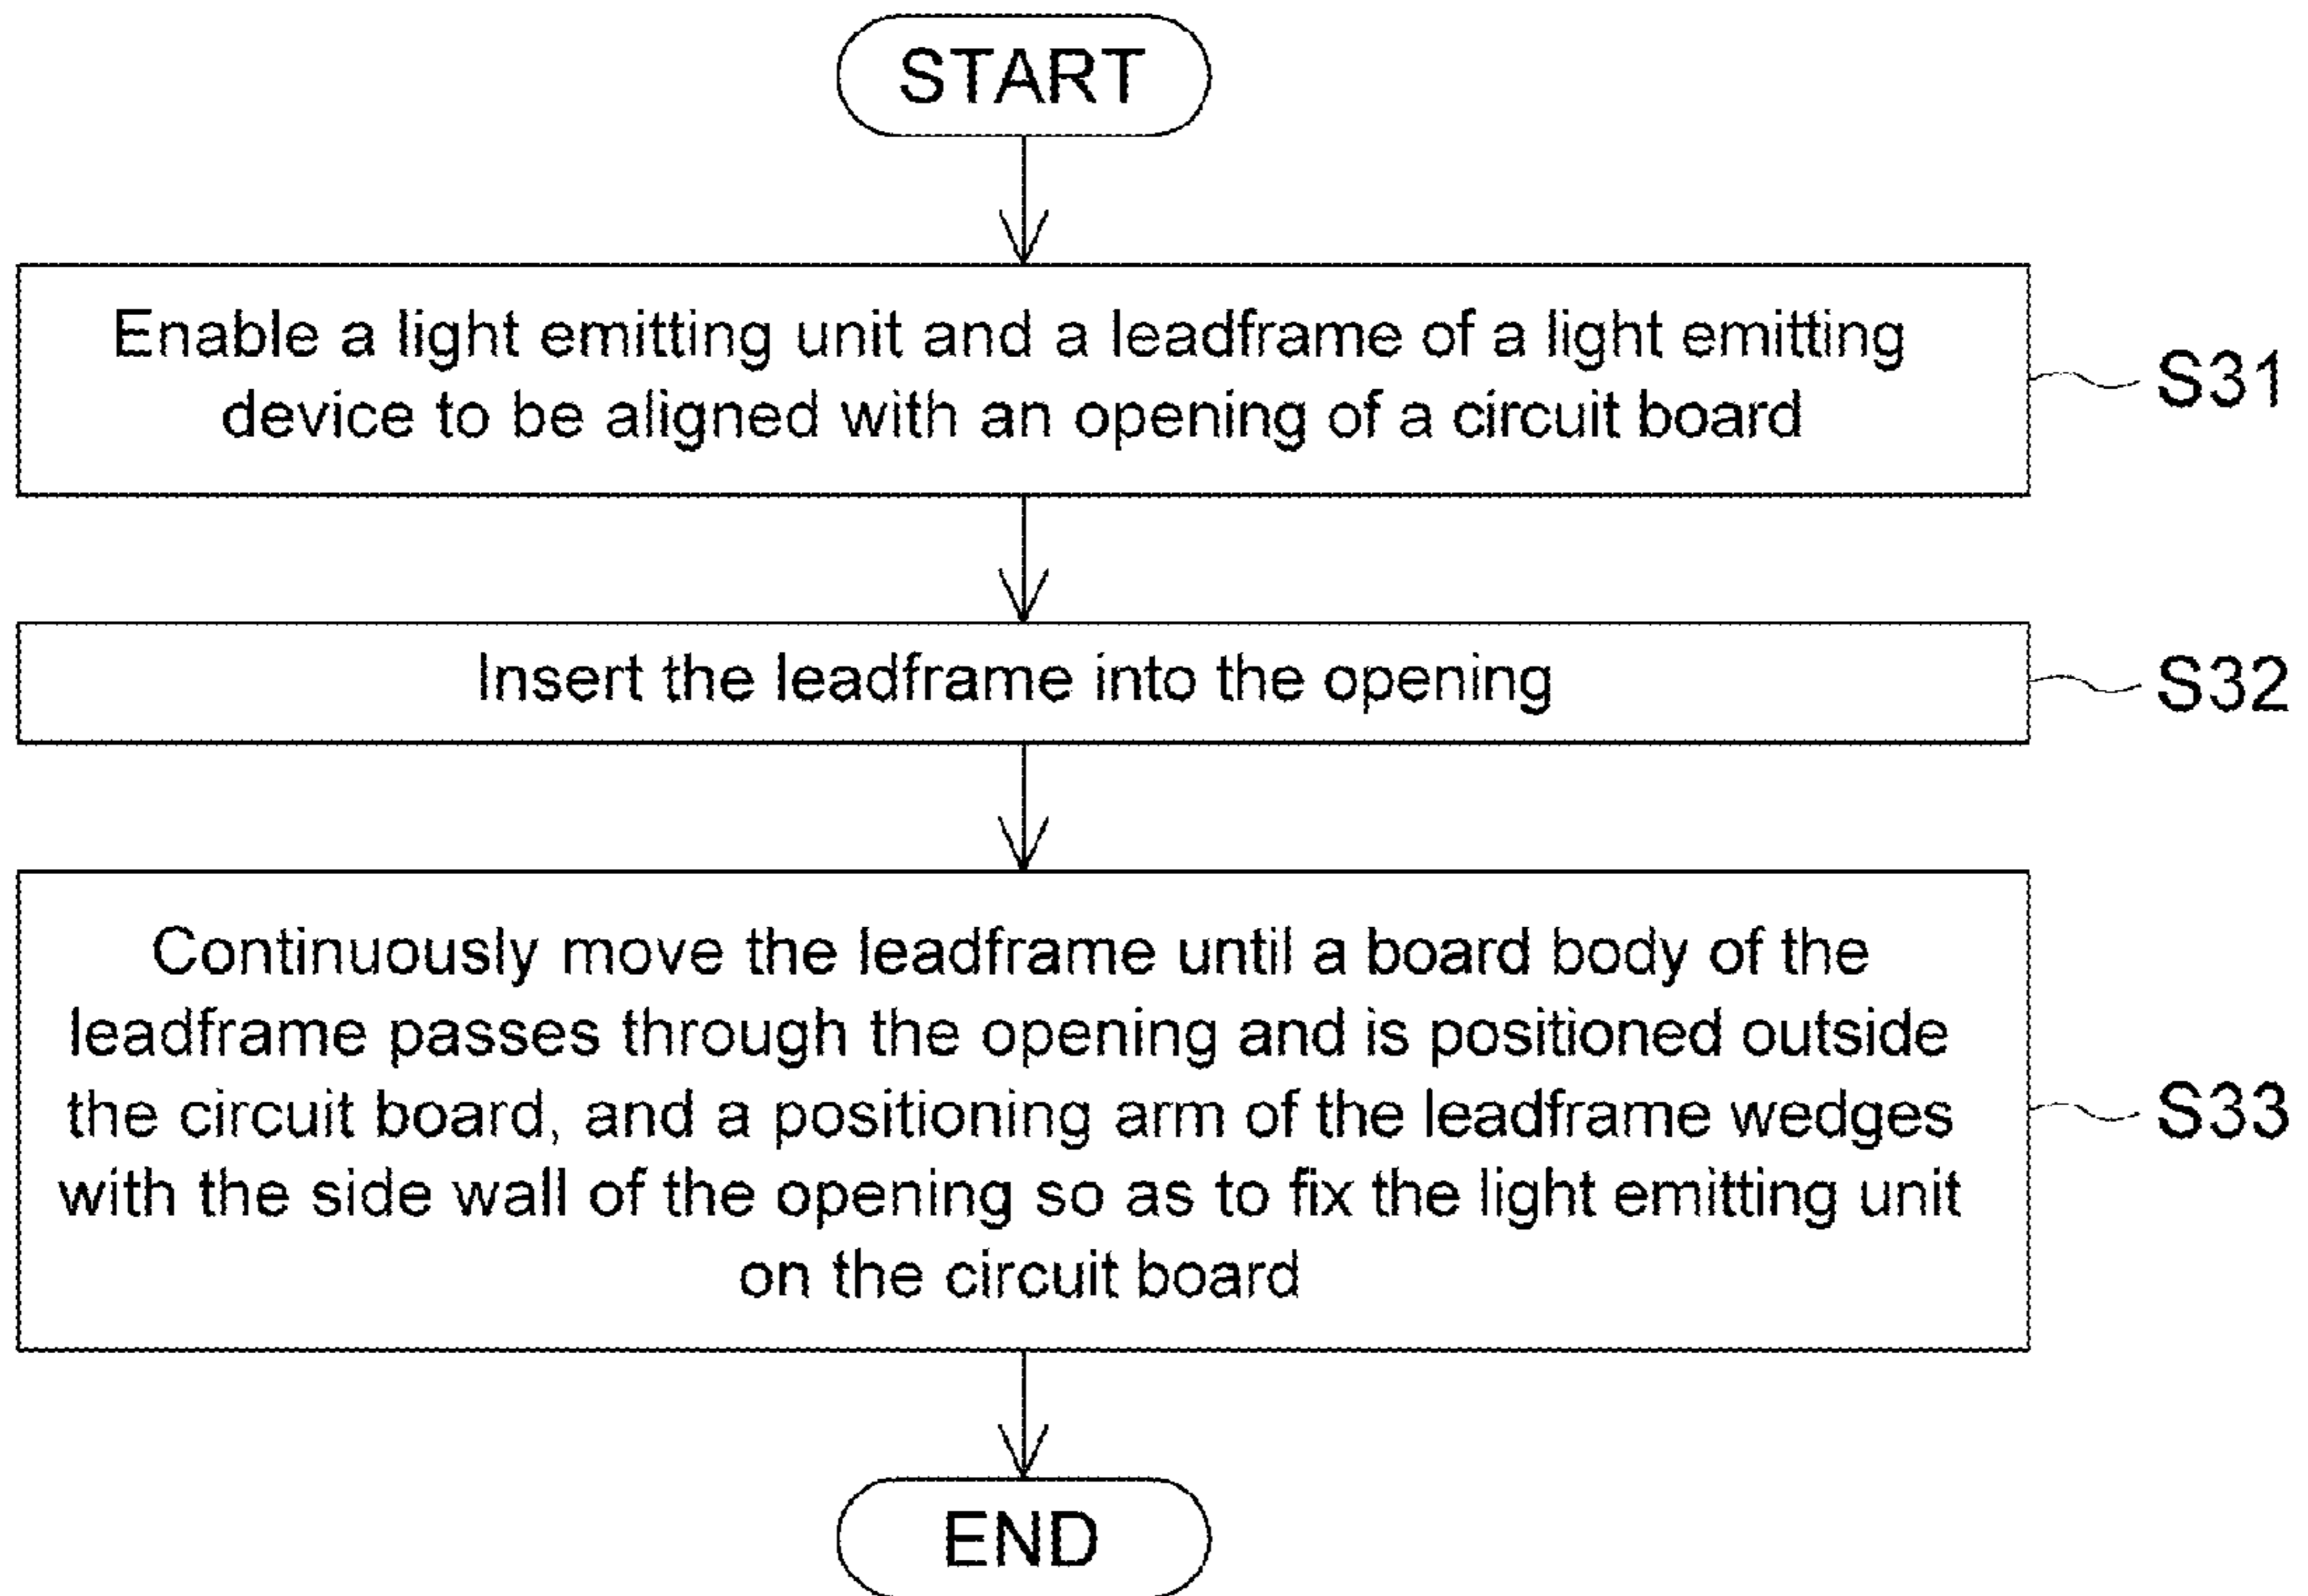 START
Enable a light emitting unit and a leadframe of a light emitting
device to be aligned with an opening of a circuit board
S31
Insert the leadframe into the opening
S32
Continuously move the leadframe until a board body of the
leadframe passes through the opening and is positioned outside
the circuit board, and a positioning arm of the leadframe wedges
with the side wall of the opening so as to fix the light emitting unit
on the circuit board
S33
END